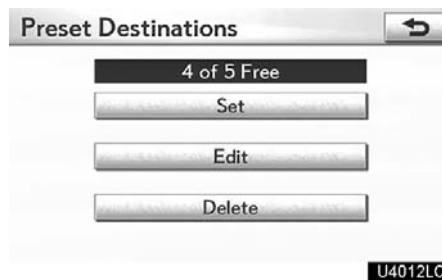 Preset Destinations
4 of 5 Free
Set
Edit
Delete
U4012LC